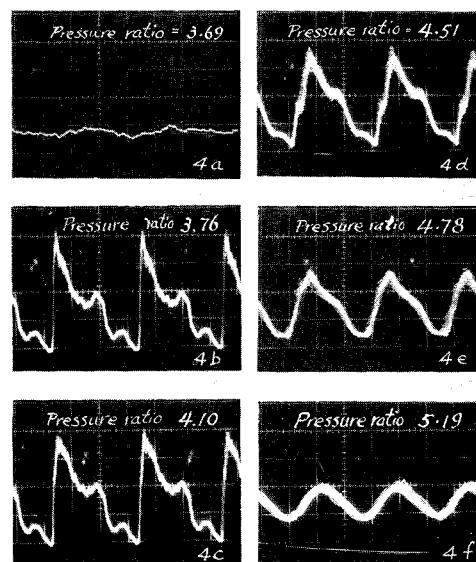 Pressure ratio = 3.69
4a
Pressure ratio 3.76
4b
Pressure ratio 4.10
4c
Pressure ratio = 4.51
4d
Pressure ratio 4.78
4e
Pressure ratio 5.19
4f